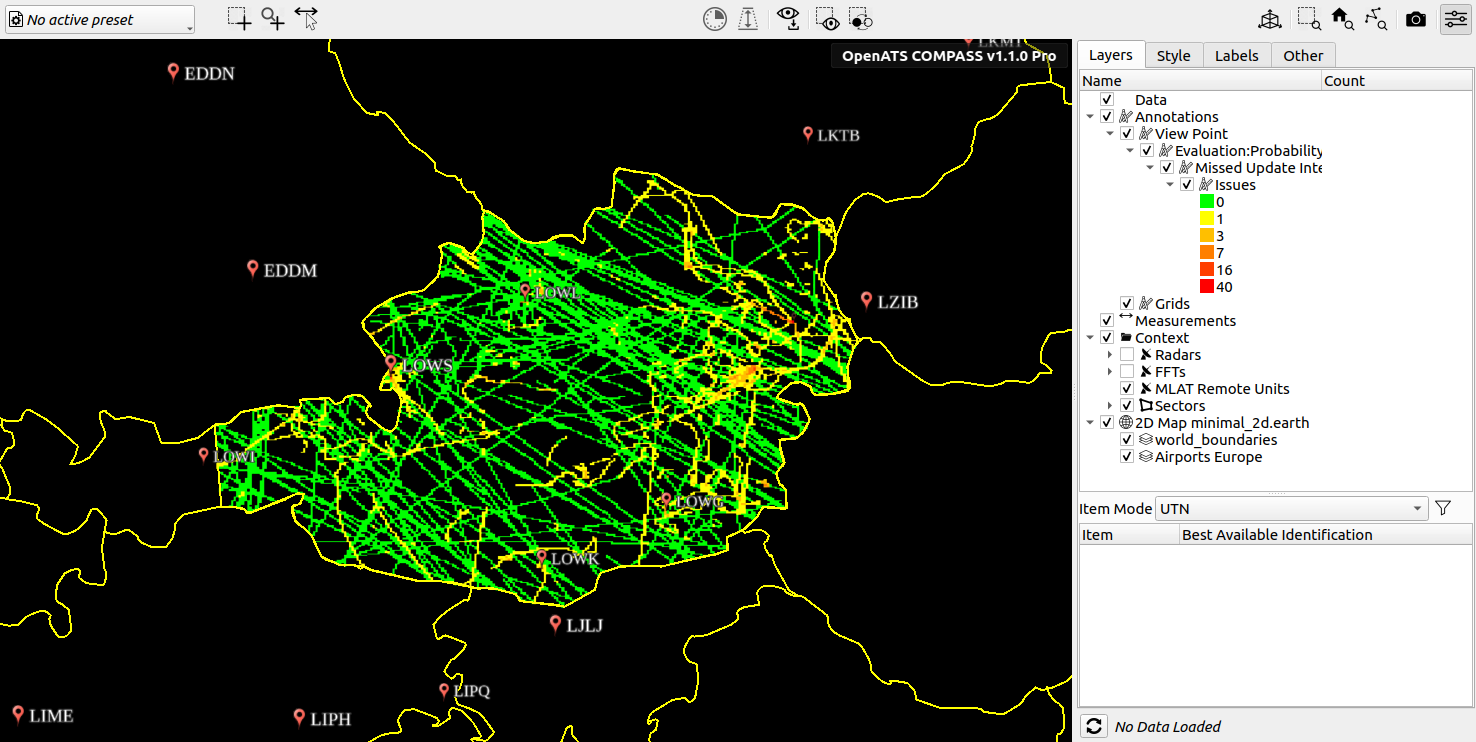 No active preset
OpenATS COMPASS v1.1.0 Pro
LKMT
EDDN
LKTB
EDDM
LOWL
LZIB
LOWS
LOWI
LOWG
LOWK
LJLJ
LIPQ
LIME
LIPH
Layers Style Labels Other
Name Count
Data
Annotations
View Point
Evaluation:Probability
Missed Update Inte
Issues
0
1
3
7
16
40
Grids
Measurements
Context
Radars
FFTs
MLAT Remote Units
Sectors
2D Map minimal_2d.earth
world_boundaries
Airports Europe
Item Mode UTN
Item Best Available Identification
No Data Loaded